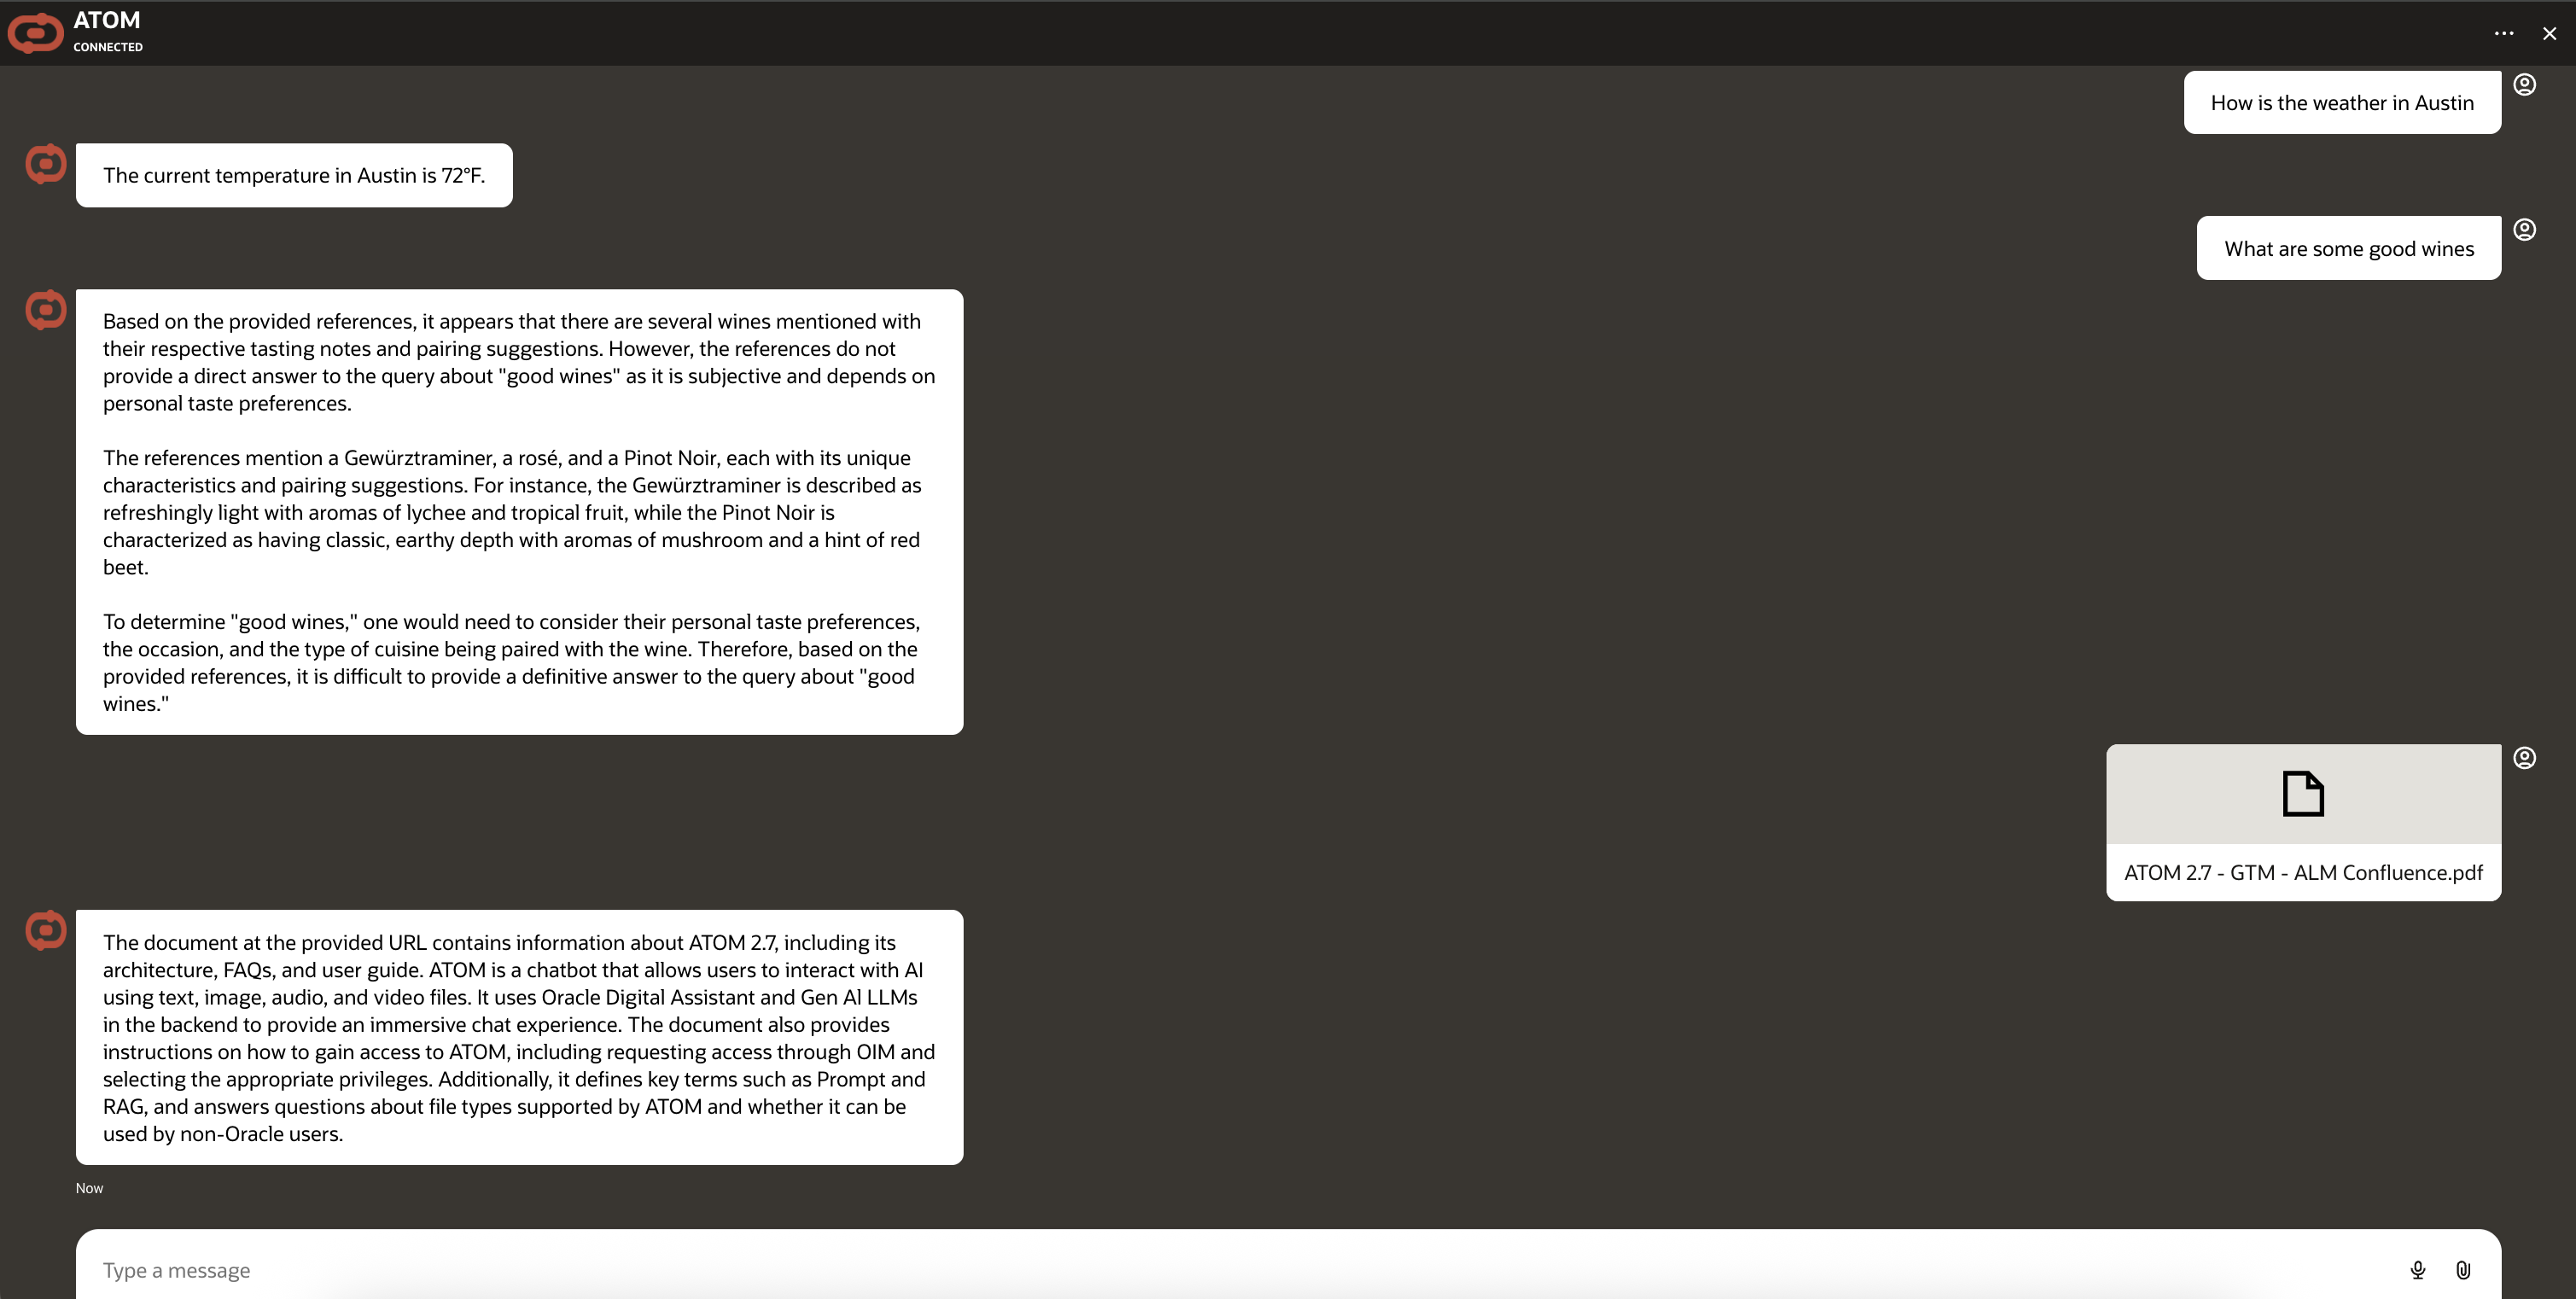 ATOM
CONNECTED
How is the weather in Austin
The current temperature in Austin is 72°F.
What are some good wines
Based on the provided references, it appears that there are several wines mentioned with
their respective tasting notes and pairing suggestions. However, the references do not
provide a direct answer to the query about "good wines" as it is subjective and depends on
personal taste preferences.
The references mention a Gewürztraminer, a rosé, and a Pinot Noir, each with its unique
characteristics and pairing suggestions. For instance, the Gewürztraminer is described as
refreshingly light with aromas of lychee and tropical fruit, while the Pinot Noir is
characterized as having classic, earthy depth with aromas of mushroom and a hint of red
beet.
To determine "good wines," one would need to consider their personal taste preferences,
the occasion, and the type of cuisine being paired with the wine. Therefore, based on the
provided references, it is difficult to provide a definitive answer to the query about "good
wines."
ATOM 2.7 - GTM - ALM Confluence.pdf
The document at the provided URL contains information about ATOM 2.7, including its
architecture, FAQs, and user guide. ATOM is a chatbot that allows users to interact with AI
using text, image, audio, and video files. It uses Oracle Digital Assistant and Gen Al LLMs
in the backend to provide an immersive chat experience. The document also provides
instructions on how to gain access to ATOM, including requesting access through OIM and
selecting the appropriate privileges. Additionally, it defines key terms such as Prompt and
RAG, and answers questions about file types supported by ATOM and whether it can be
used by non-Oracle users.
Now
Type a message